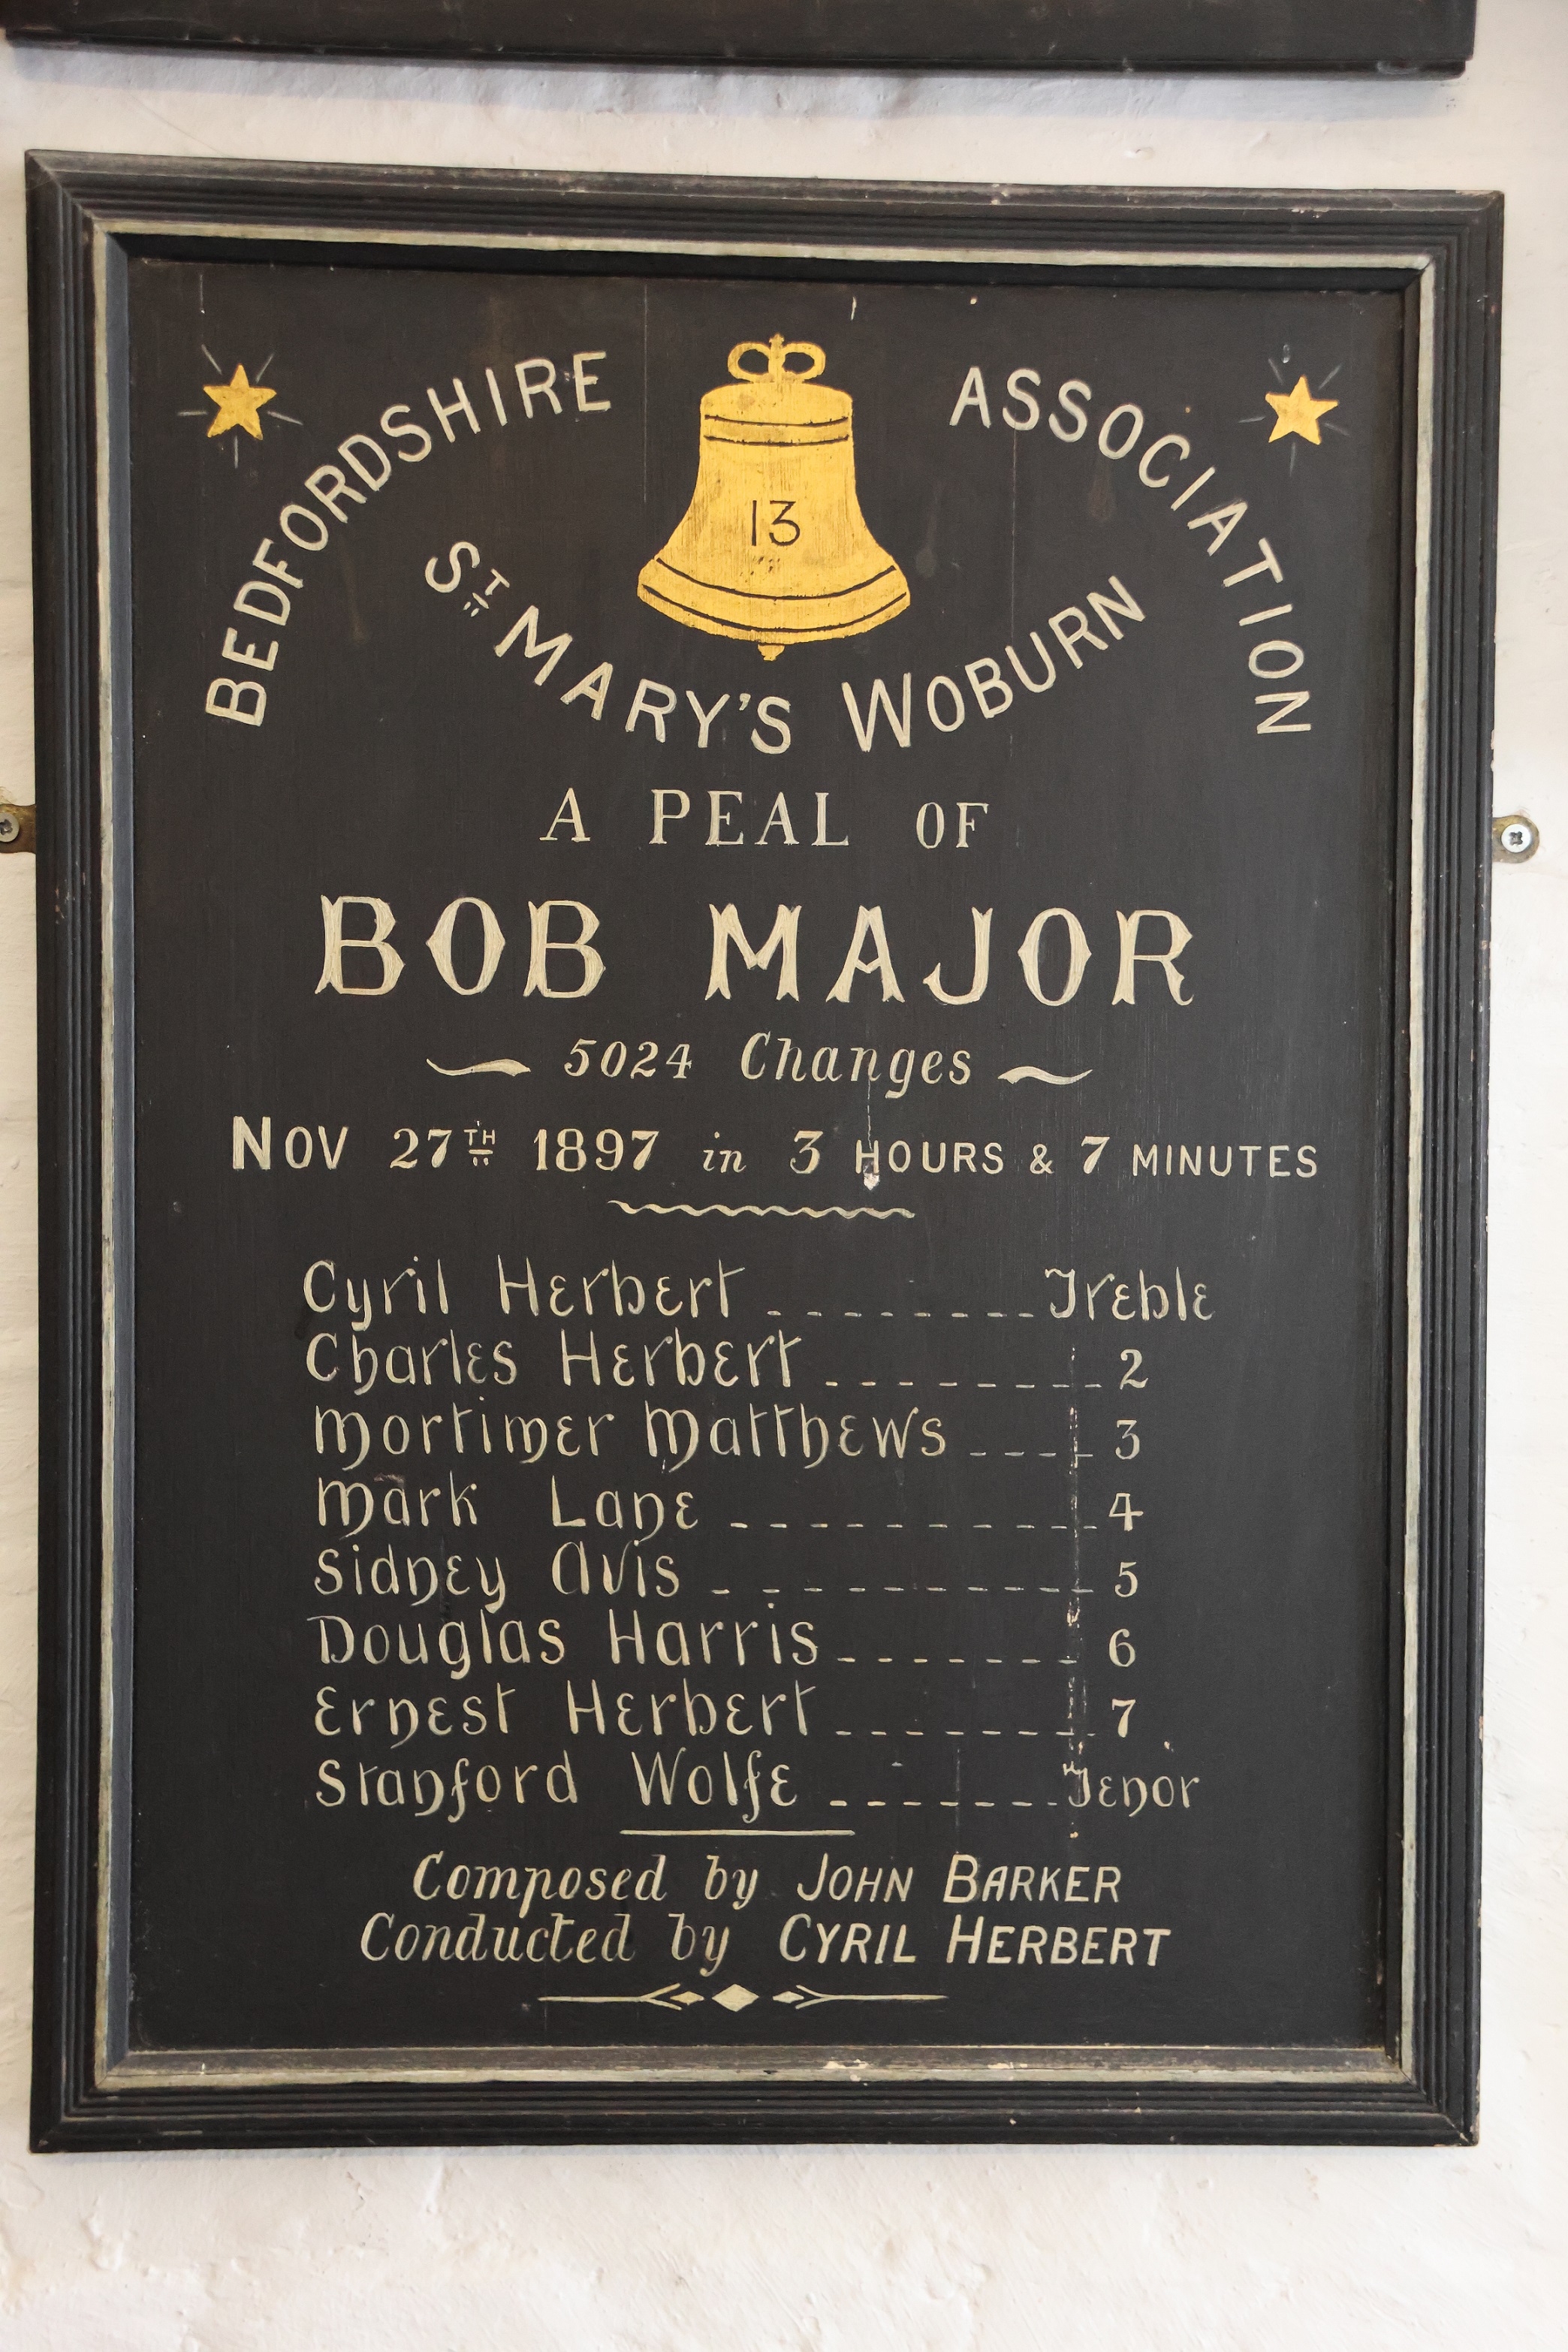 BEDFORDSHIRE ASSOCIATION
13
ST MARY'S WOBURN
A PEAL OF
BOB MAJOR
5024 Changes
NOV 27TH 1897 in 3 HOURS & 7 MINUTES
Cyril Herbert - - - - - - - - Treble
Charles Herbert - - - - - - - - 2
Mortimer Matthews - - - - 3
Mark Lane - - - - - - - - - - 4
Sidney Avis - - - - - - - - - - 5
Douglas Harris - - - - - - - 6
Ernest Herbert - - - - - - - - 7
Stanford Wolfe - - - - - - - Tenor
Composed by JOHN BARKER
Conducted by CYRIL HERBERT